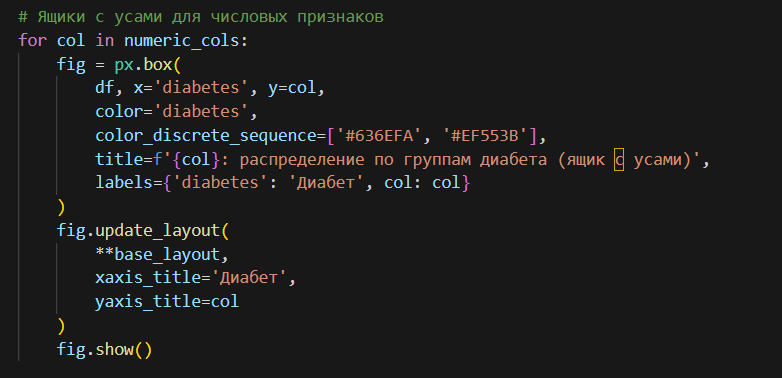 # Ящики с усами для числовых признаков
for col in numeric_cols:
    fig = px.box(
        df, x='diabetes', y=col,
        color='diabetes',
        color_discrete_sequence=['#636EFA', '#EF553B'],
        title=f'{col}: распределение по группам диабета (ящик с усами)',
        labels={'diabetes': 'Диабет', col: col}
    )
    fig.update_layout(
        **base_layout,
        xaxis_title='Диабет',
        yaxis_title=col
    )
    fig.show()